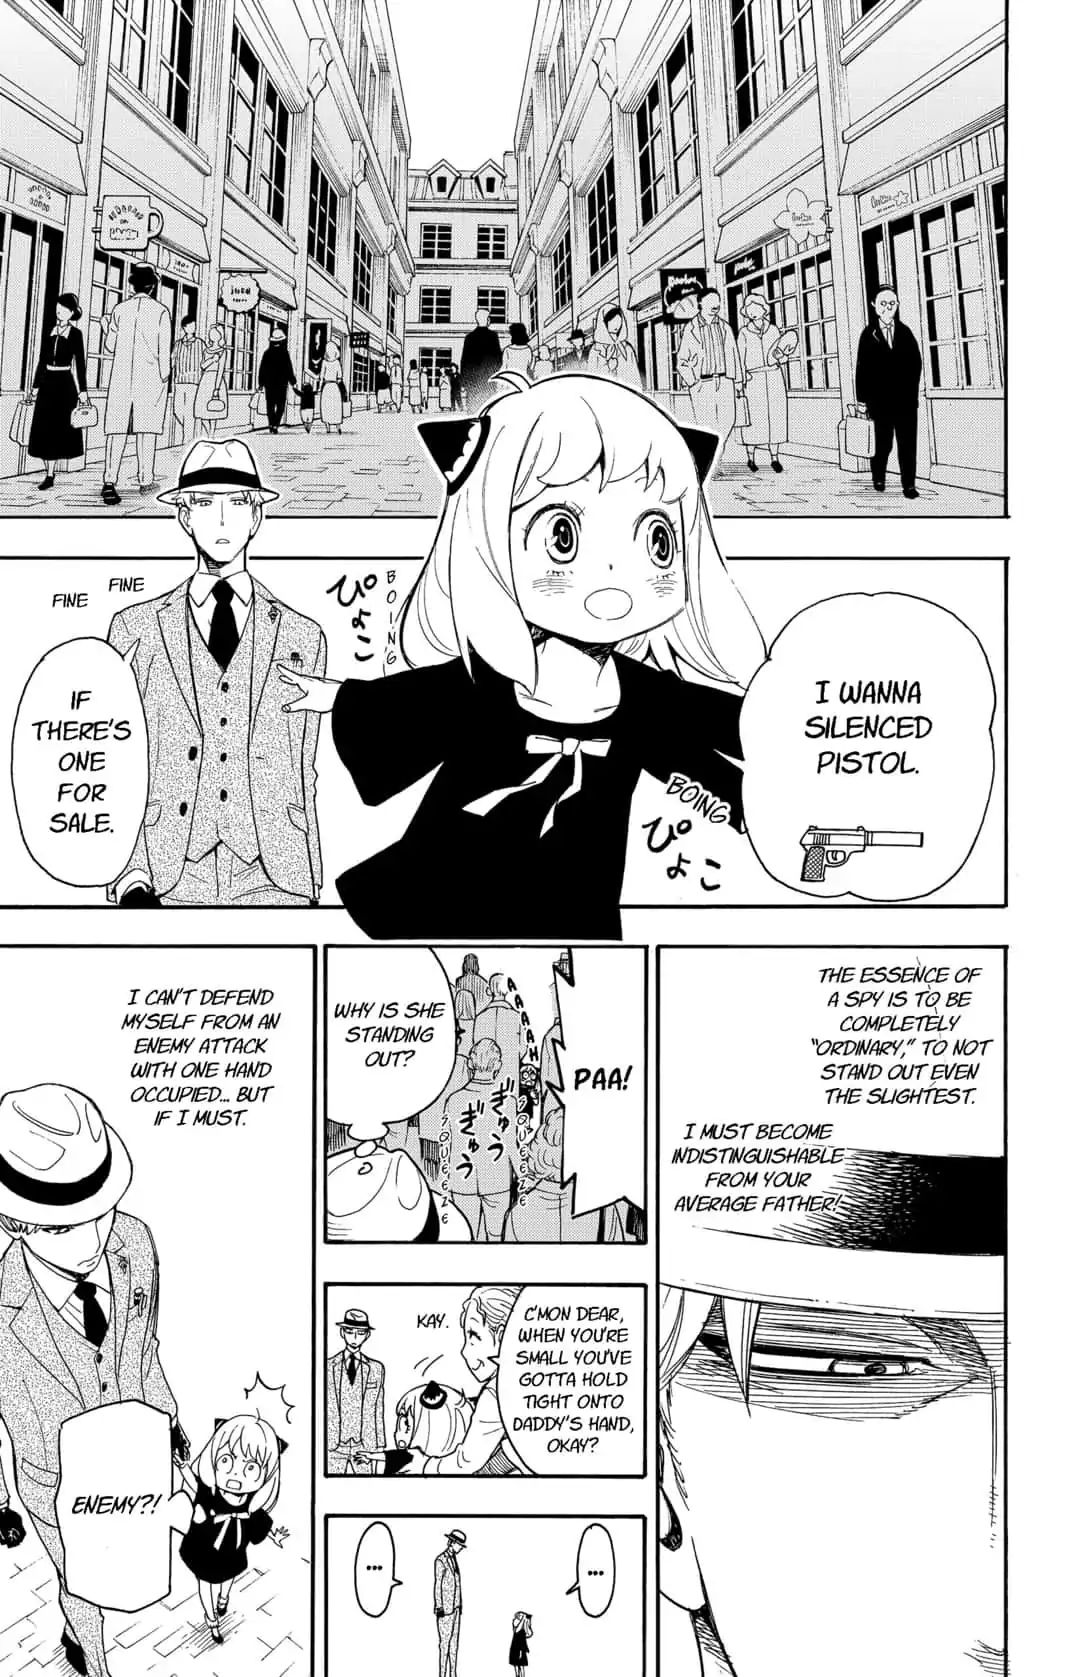 I WANNA
SILENCED
PISTOL.
BOING
ぴょこ
BOING
ぴょこ
FINE
FINE
IF
THERE'S
ONE
FOR
SALE.
THE ESSENCE OF
A SPY IS TO BE
COMPLETELY
"ORDINARY," TO NOT
STAND OUT EVEN
THE SLIGHTEST.
I MUST BECOME
INDISTINGUISHABLE
FROM YOUR
AVERAGE FATHER!
PAA!
AAAAAH
SQUEEZE
ぎゅう
ぎゅう
SQUEEZE
WHY IS SHE
STANDING
OUT?
C'MON DEAR,
WHEN YOU'RE
SMALL YOU'VE
GOTTA HOLD
TIGHT ONTO
DADDY'S HAND,
OKAY?
KAY.
...
...
I CAN'T DEFEND
MYSELF FROM AN
ENEMY ATTACK
WITH ONE HAND
OCCUPIED... BUT
IF I MUST.
ENEMY?!